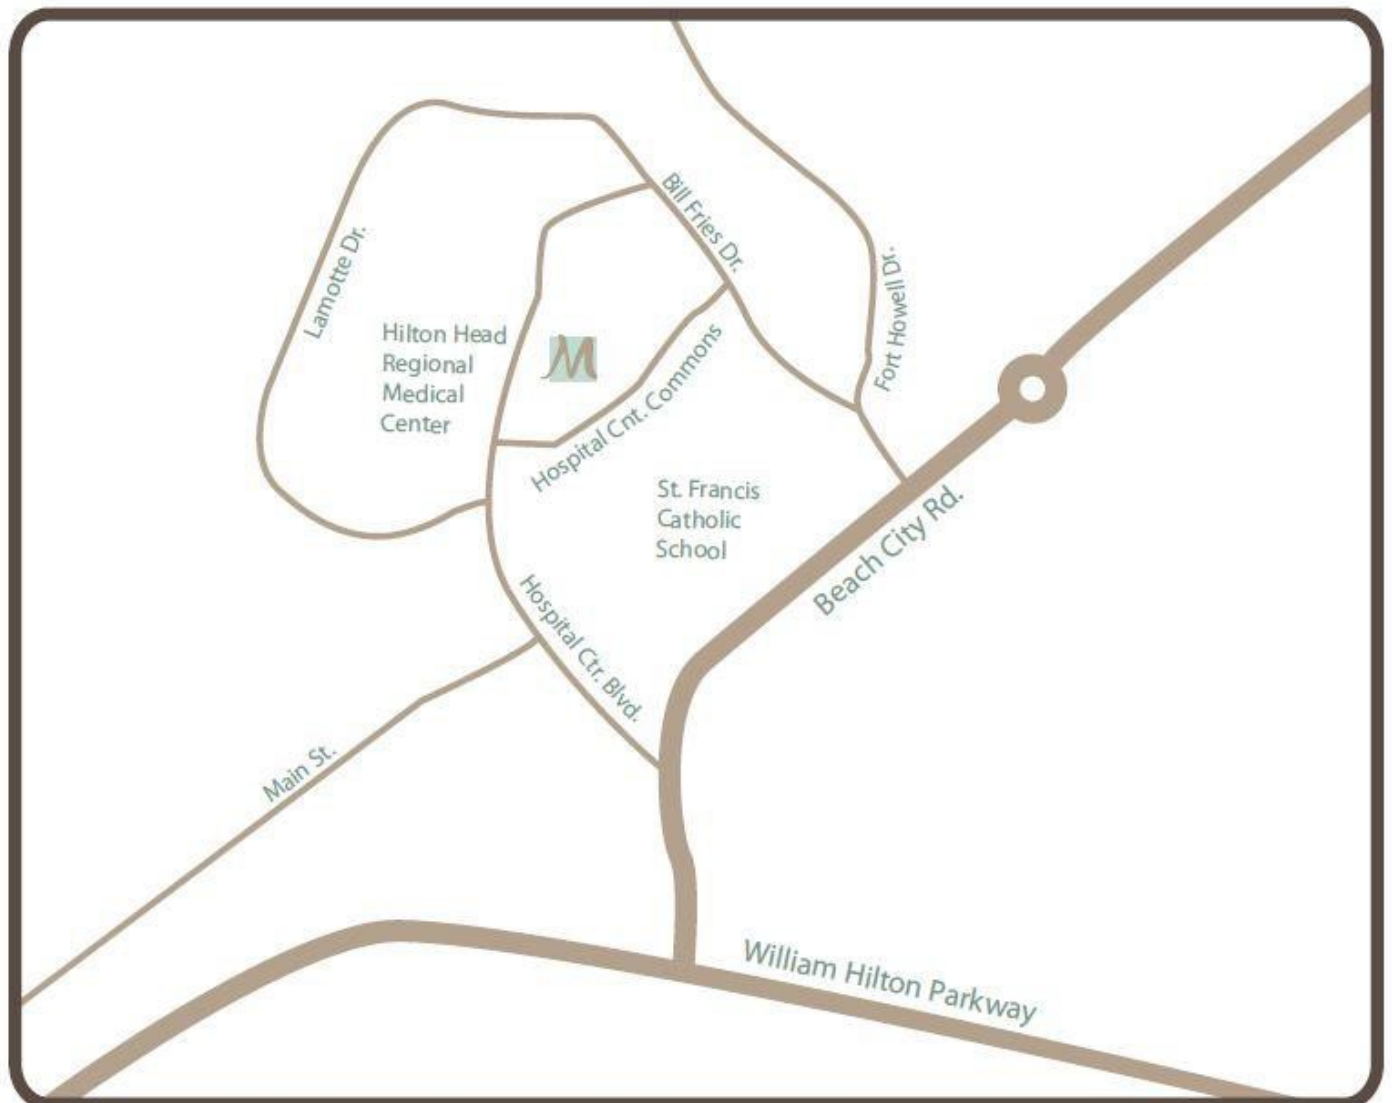 Bill Fries Dr.
Lamotte Dr.
Fort Howell Dr.
Hilton Head
Regional
Medical
Center
M
Hospital Cnt. Commons
St. Francis
Catholic
School
Beach City Rd.
Hospital Ctr. Blvd.
Main St.
William Hilton Parkway